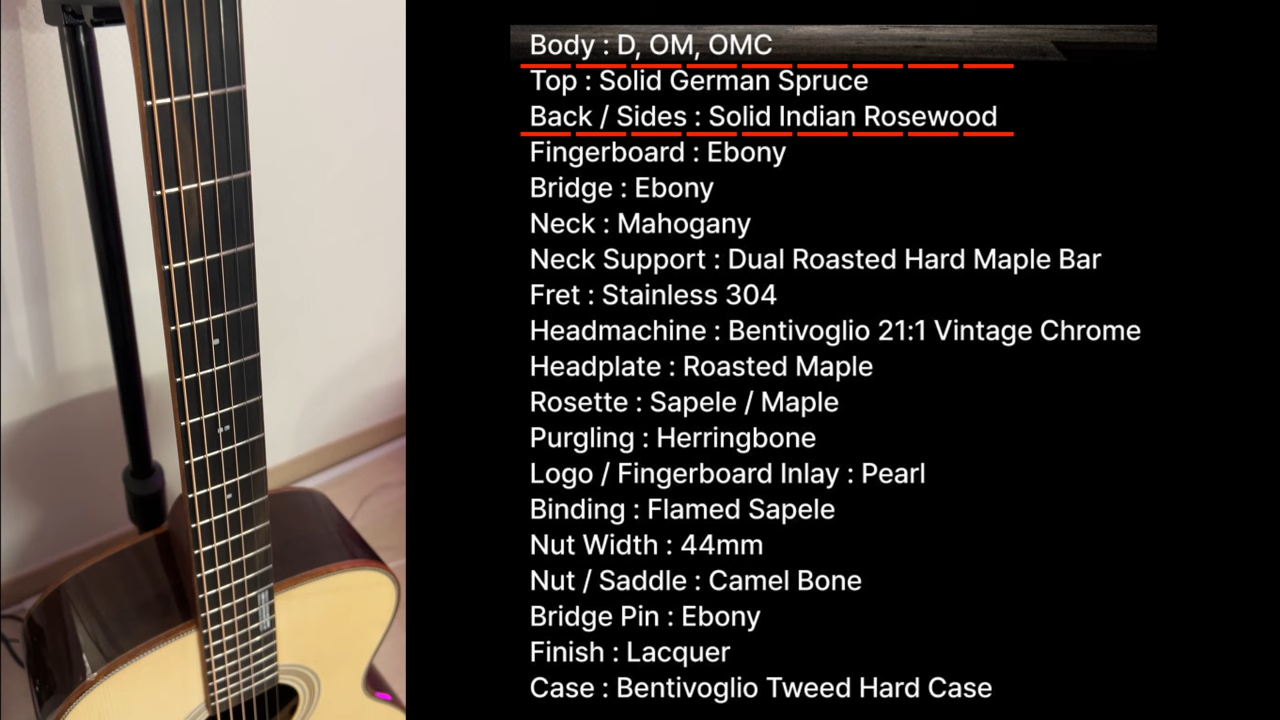 Body : D, OM, OMC
Top : Solid German Spruce
Back / Sides : Solid Indian Rosewood
Fingerboard : Ebony
Bridge : Ebony
Neck : Mahogany
Neck Support : Dual Roasted Hard Maple Bar
Fret : Stainless 304
Headmachine : Bentivoglio 21:1 Vintage Chrome
Headplate : Roasted Maple
Rosette : Sapele / Maple
Purgling : Herringbone
Logo / Fingerboard Inlay : Pearl
Binding : Flamed Sapele
Nut Width : 44mm
Nut / Saddle : Camel Bone
Bridge Pin : Ebony
Finish : Lacquer
Case : Bentivoglio Tweed Hard Case